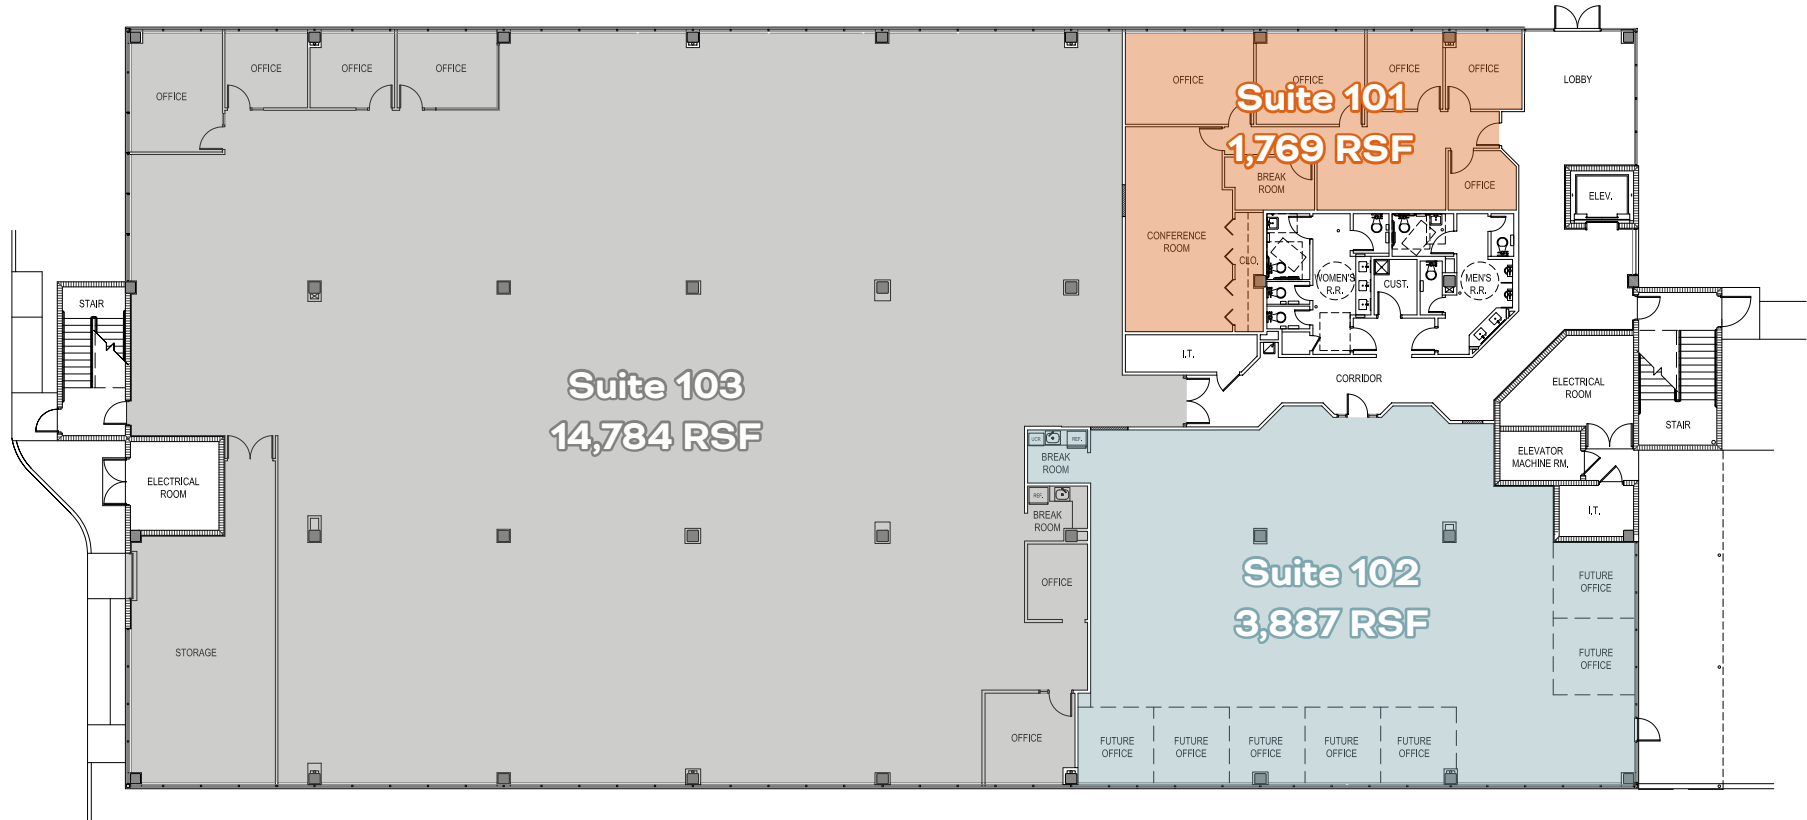 OFFICE
OFFICE
OFFICE
OFFICE
OFFICE
OFFICE
OFFICE
OFFICE
LOBBY
Suite 101
1,769 RSF
BREAK
ROOM
OFFICE
ELEV.
CONFERENCE
ROOM
CLO.
WOMEN'S
R.R.
CUST.
MEN'S
R.R.
STAIR
I.T.
CORRIDOR
ELECTRICAL
ROOM
STAIR
Suite 103
14,784 RSF
UCR
REF.
BREAK
ROOM
ELEVATOR
MACHINE RM.
ELECTRICAL
ROOM
REF.
BREAK
ROOM
I.T.
OFFICE
Suite 102
3,887 RSF
FUTURE
OFFICE
FUTURE
OFFICE
STORAGE
OFFICE
FUTURE
OFFICE
FUTURE
OFFICE
FUTURE
OFFICE
FUTURE
OFFICE
FUTURE
OFFICE